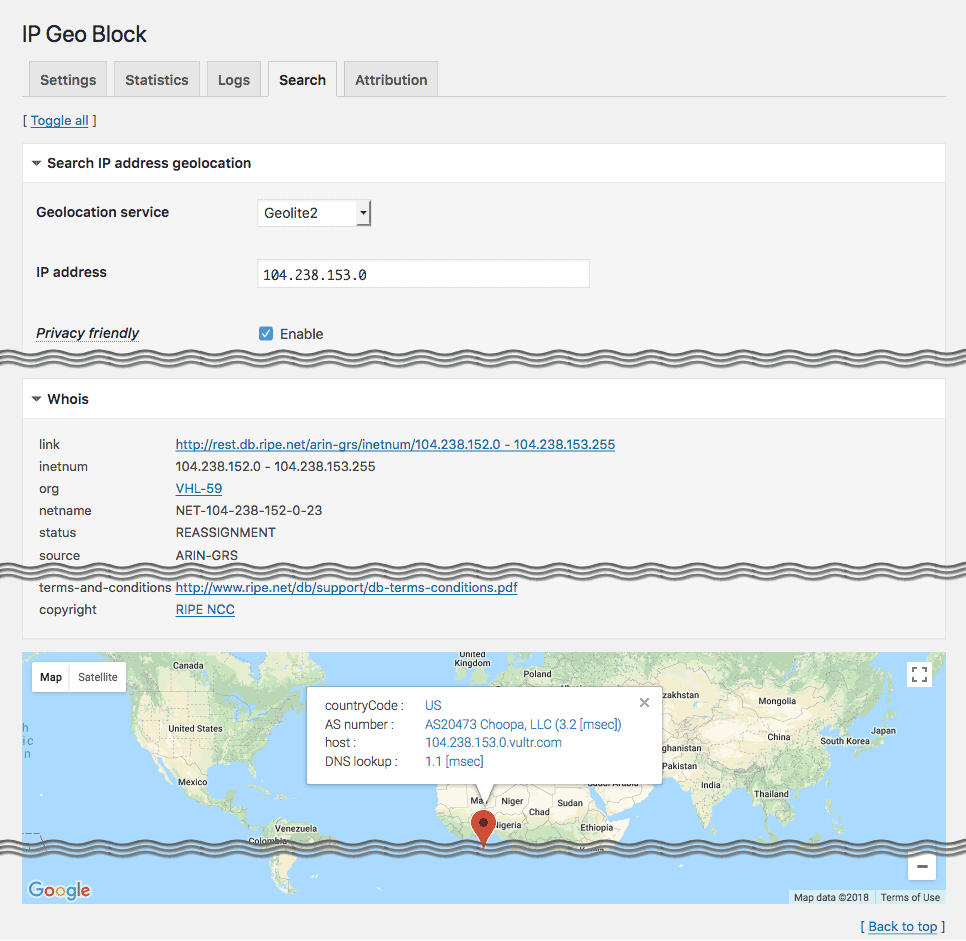 IP Geo Block
Settings Statistics Logs Search Attribution
[ Toggle all ]
Search IP address geolocation
Geolocation service Geolite2
IP address 104.238.153.0
Privacy friendly Enable
Whois
link http://rest.db.ripe.net/arin-grs/inetnum/104.238.152.0 - 104.238.153.255
inetnum 104.238.152.0 - 104.238.153.255
org VHL-59
netname NET-104-238-152-0-23
status REASSIGNMENT
source ARIN-GRS
terms-and-conditions http://www.ripe.net/db/support/db-terms-conditions.pdf
copyright RIPE NCC
Map Satellite
Canada
United
Kingdom
Poland
Mongolia
United States
China
Japan
South Korea
Pakistan
Mexico
India
Thailand
countryCode : US
AS number : AS20473 Choopa, LLC (3.2 [msec])
host : 104.238.153.0.vultr.com
DNS lookup : 1.1 [msec]
Niger
Chad
Sudan
Nigeria
Ethiopia
Venezuela
Colombia
Google
Map data ©2018 Terms of Use
[ Back to top ]